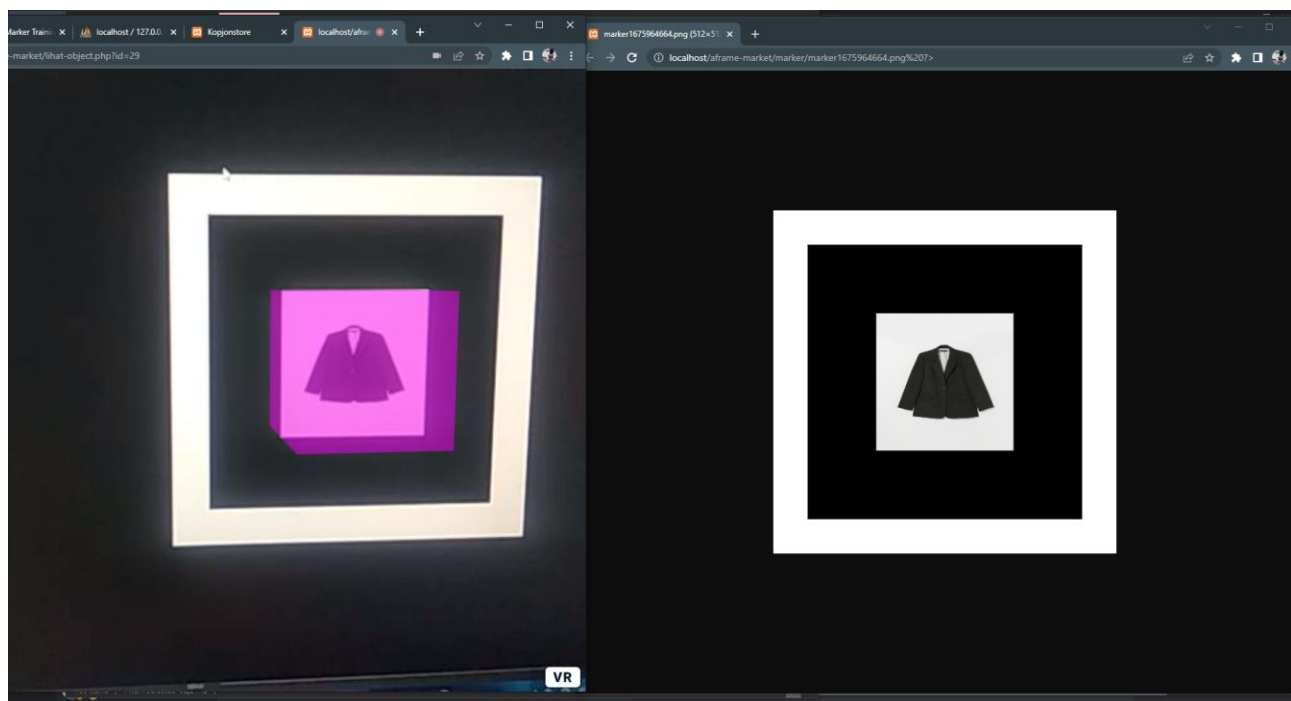 Marker Traini
localhost / 127.0.0.
Kopjonstore
localhost/afra
e-market/lihat-object.php?id=29
VR
marker1675964664.png (512×51
localhost/aframe-market/marker/marker1675964664.png%20?>